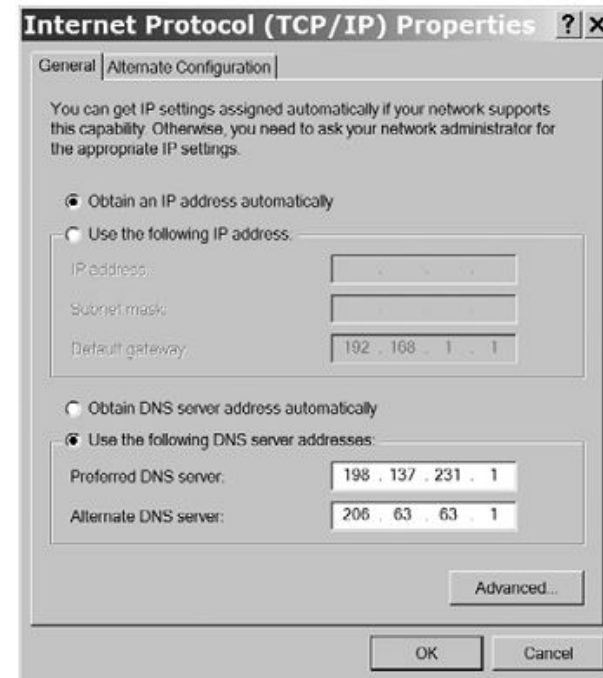 Internet Protocol (TCP/IP) Properties ? X
General Alternate Configuration
You can get IP settings assigned automatically if your network supports
this capability. Otherwise, you need to ask your network administrator for
the appropriate IP settings.
Obtain an IP address automatically
Use the following IP address.
IP address:
Subnet mask:
Default gateway: 192 . 168 . 1 . 1
Obtain DNS server address automatically
Use the following DNS server addresses:
Preferred DNS server: 198 . 137 . 231 . 1
Alternate DNS server: 206 . 63 . 63 . 1
Advanced...
OK Cancel